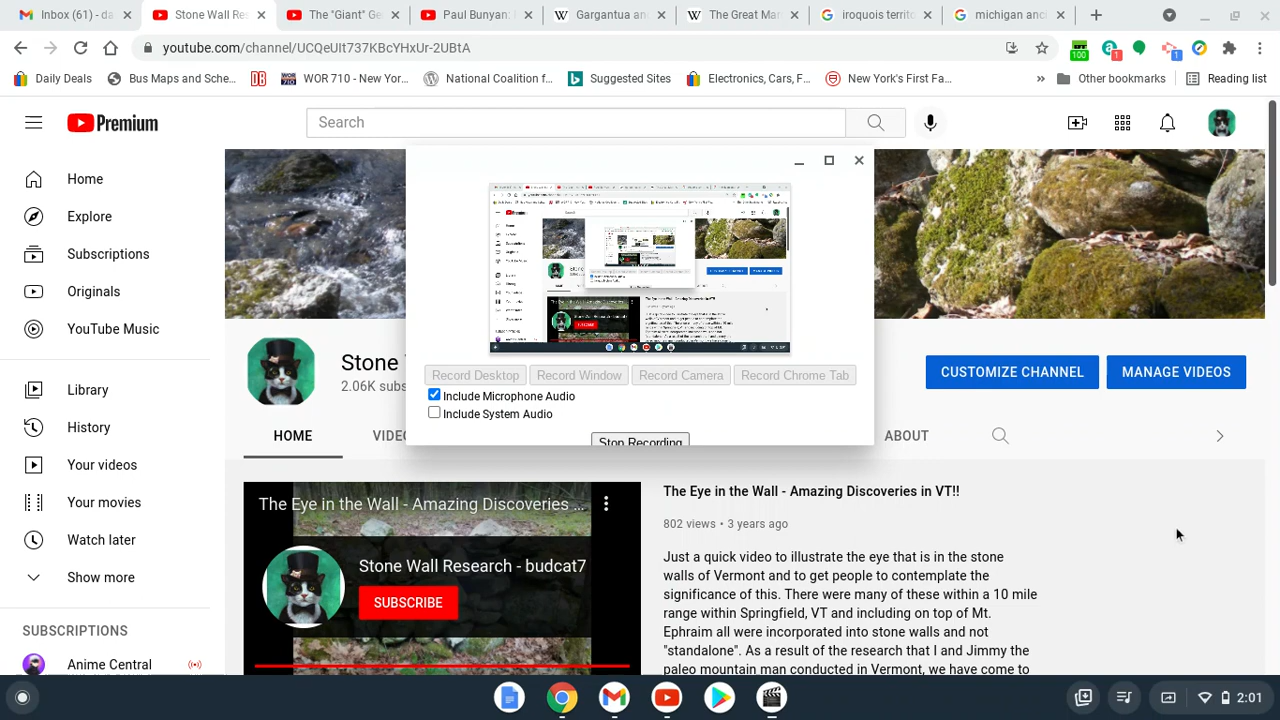 Inbox (61) - da
Stone Wall Res
The "Giant" Ge
Paul Bunyan: M
Gargantua an
The Great Mar
iroquois territo
michigan anci
youtube.com/channel/UCQeUIt737KBcYHxUr-2UBtA
100
1
1
Daily Deals
Bus Maps and Sche...
DB
WOR 710 - New Yor...
National Coalition f...
Suggested Sites
Electronics, Cars, F...
New York's First Fa...
»
Other bookmarks
Reading list
Premium
Search
Home
Explore
Subscriptions
Originals
YouTube Music
Library
History
Your videos
Your movies
Watch later
Show more
SUBSCRIPTIONS
Anime Central
Record Desktop
Record Window
Record Camera
Record Chrome Tab
Include Microphone Audio
Include System Audio
Stop Recording
Stone
2.06K subs
CUSTOMIZE CHANNEL
MANAGE VIDEOS
HOME
VIDEO
ABOUT
The Eye in the Wall - Amazing Discoveries ...
Stone Wall Research - budcat7
SUBSCRIBE
The Eye in the Wall - Amazing Discoveries in VT!!
802 views • 3 years ago
Just a quick video to illustrate the eye that is in the stone
walls of Vermont and to get people to contemplate the
significance of this. There were many of these within a 10 mile
range within Springfield, VT and including on top of Mt.
Ephraim all were incorporated into stone walls and not
"standalone". As a result of the research that I and Jimmy the
paleo mountain man conducted in Vermont, we have come to
2:01